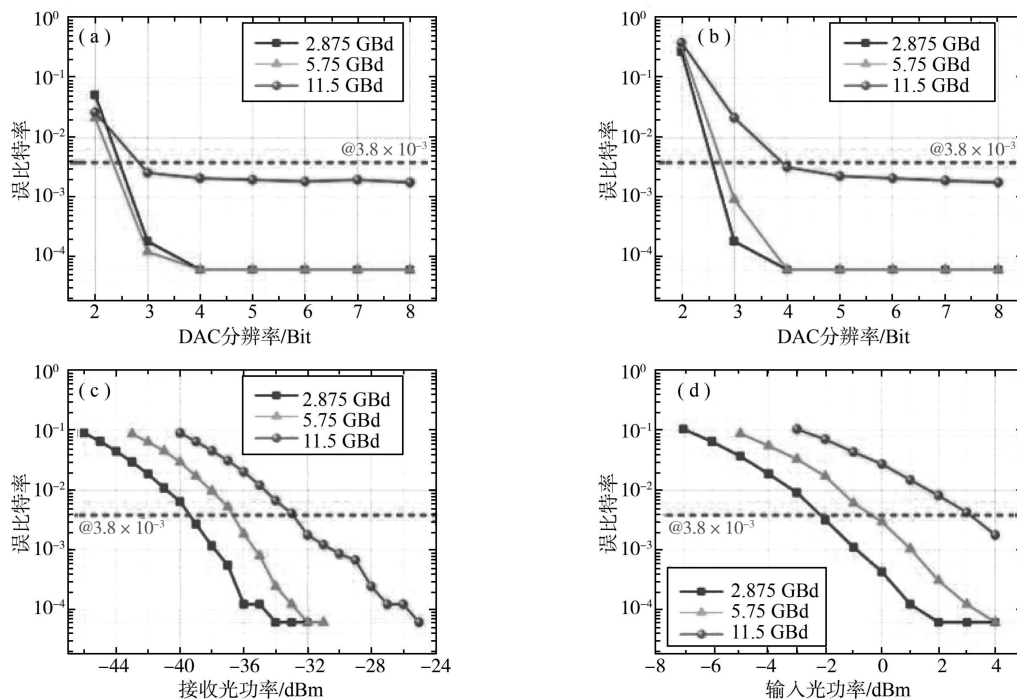 ( a )
误比特率
10⁰
10⁻¹
10⁻²
10⁻³
10⁻⁴
2.875 GBd
5.75 GBd
11.5 GBd
@3.8 × 10⁻³
2 3 4 5 6 7 8
DAC分辨率/Bit
( b )
误比特率
10⁰
10⁻¹
10⁻²
10⁻³
10⁻⁴
2.875 GBd
5.75 GBd
11.5 GBd
@3.8 × 10⁻³
2 3 4 5 6 7 8
DAC分辨率/Bit
( c )
误比特率
10⁰
10⁻¹
10⁻²
10⁻³
10⁻⁴
2.875 GBd
5.75 GBd
11.5 GBd
@3.8 × 10⁻³
−44 −40 −36 −31 −28 −24
接收光功率/dBm
( d )
误比特率
10⁰
10⁻¹
10⁻²
10⁻³
10⁻⁴
@3.8 × 10⁻³
2.875 GBd
5.75 GBd
11.5 GBd
−8 −6 −4 −2 0 2 4
输入光功率/dBm